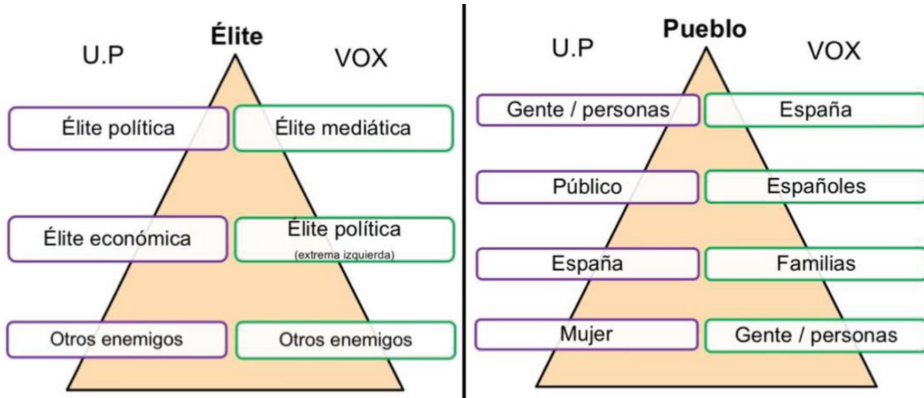 Élite
U.P
VOX
Élite política
Élite mediática
Élite económica
Élite política
(extrema izquierda)
Otros enemigos
Otros enemigos
Pueblo
U.P
VOX
Gente / personas
España
Público
Españoles
España
Familias
Mujer
Gente / personas